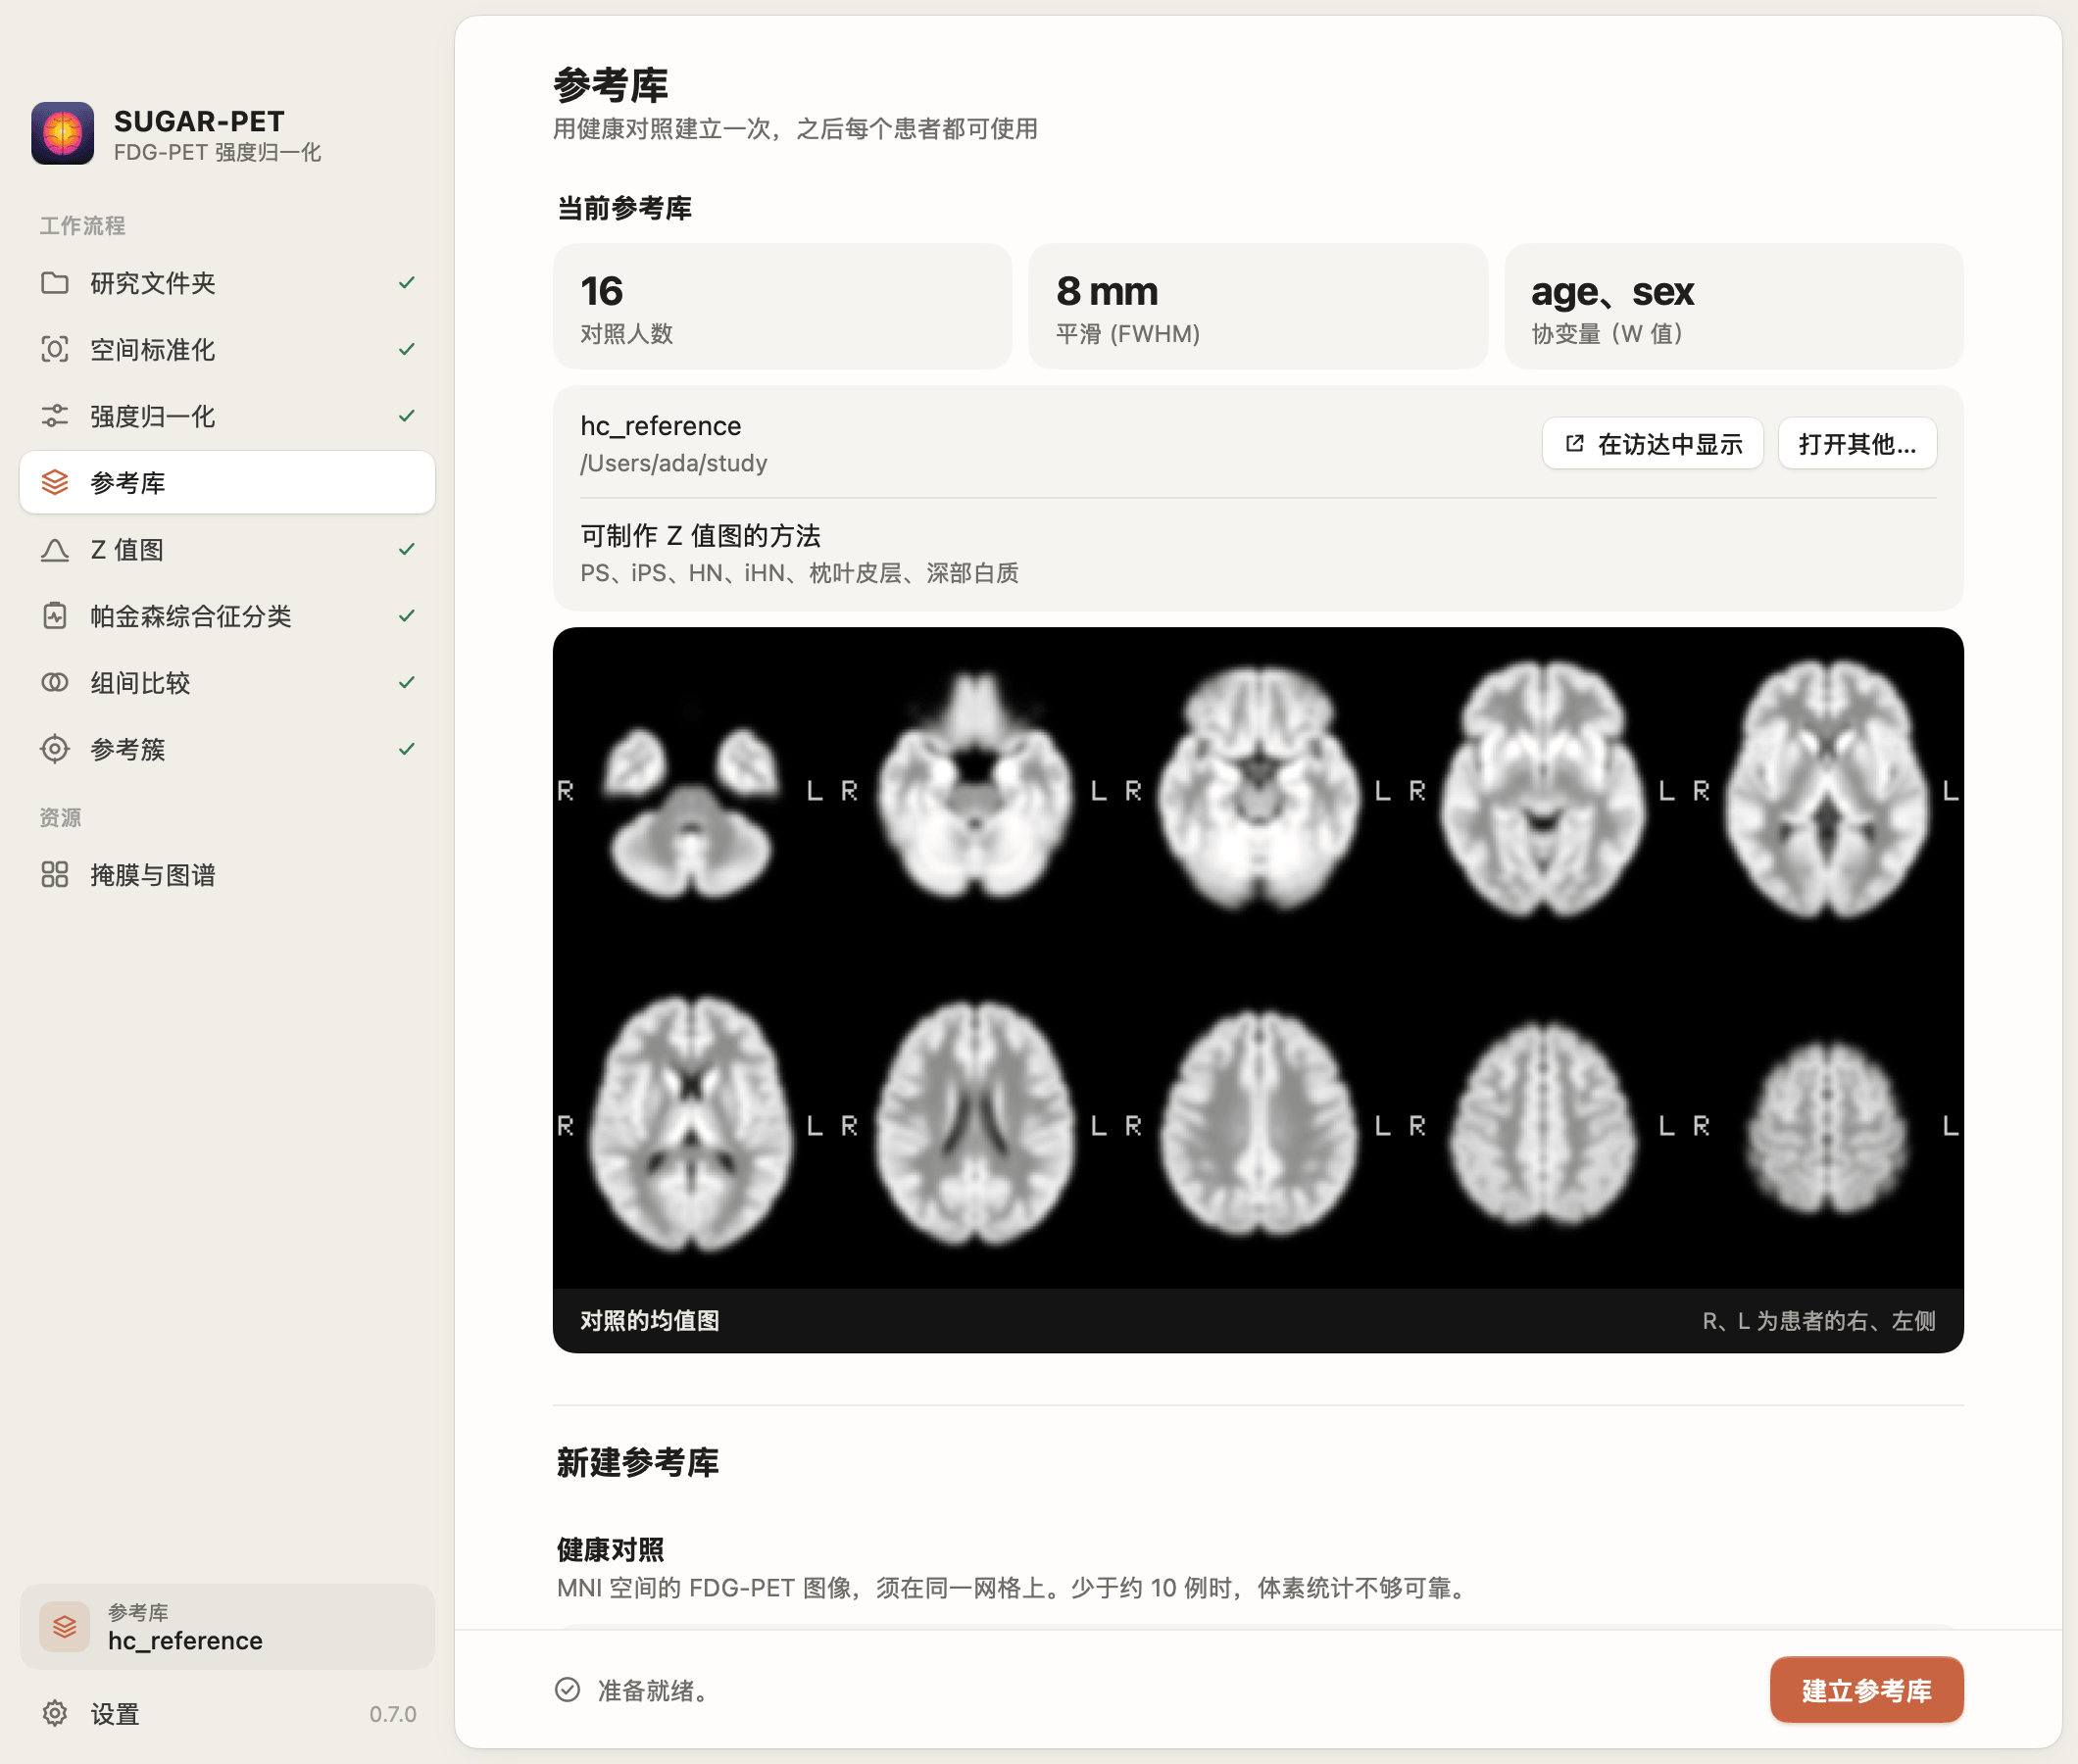 SUGAR-PET
FDG-PET 强度归一化
工作流程
研究文件夹
空间标准化
强度归一化
参考库
Z 值图
帕金森综合征分类
组间比较
参考簇
资源
掩膜与图谱
参考库
hc_reference
设置
0.7.0
参考库
用健康对照建立一次，之后每个患者都可使用
当前参考库
16
对照人数
8 mm
平滑 (FWHM)
age、sex
协变量（W 值）
hc_reference
/Users/ada/study
在访达中显示
打开其他...
可制作 Z 值图的方法
PS、iPS、HN、iHN、枕叶皮层、深部白质
R L R L R L R L R L
R L R L R L R L R L
对照的均值图
R、L 为患者的右、左侧
新建参考库
健康对照
MNI 空间的 FDG-PET 图像，须在同一网格上。少于约 10 例时，体素统计不够可靠。
准备就绪。
建立参考库